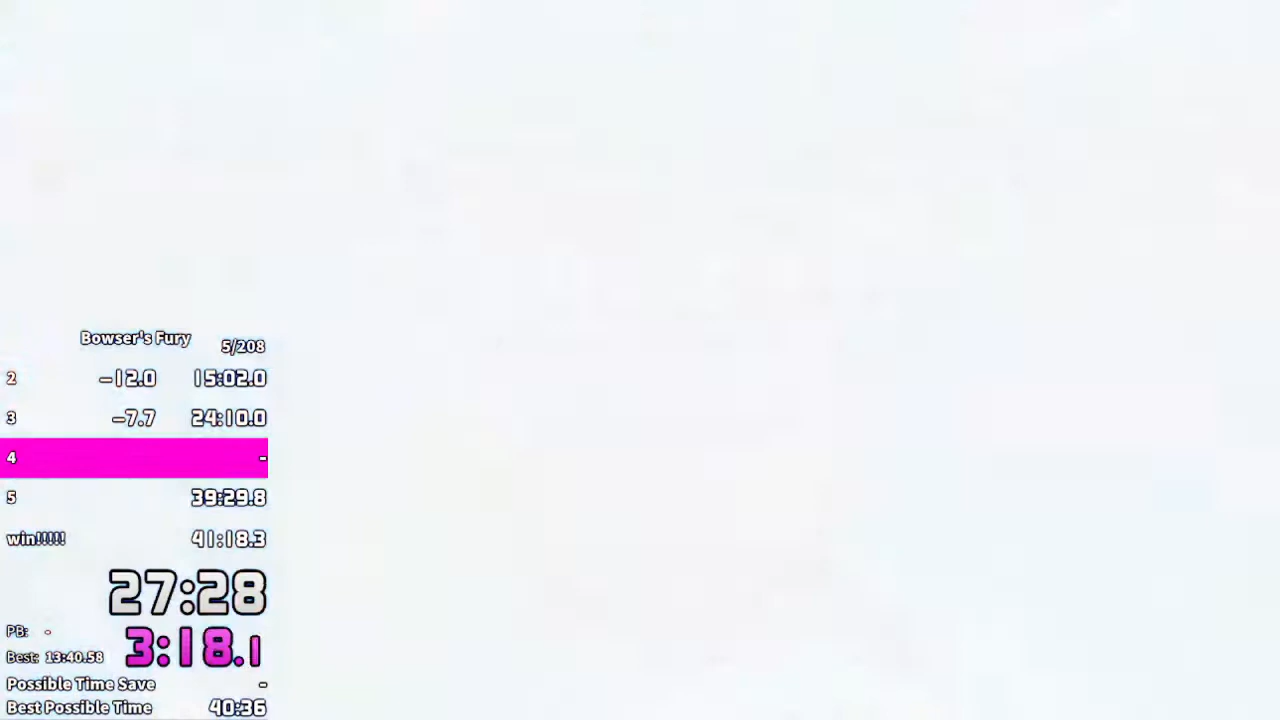 Bowser's Fury
5/208
2 -12.0 15:02.0
3 -7.7 24:10.0
4 -
5 39:29.8
win!!!!! 41:18.3
27:28
PB: -
3:18.1
Best: 13:40.58
Possible Time Save -
Best Possible Time 40:36